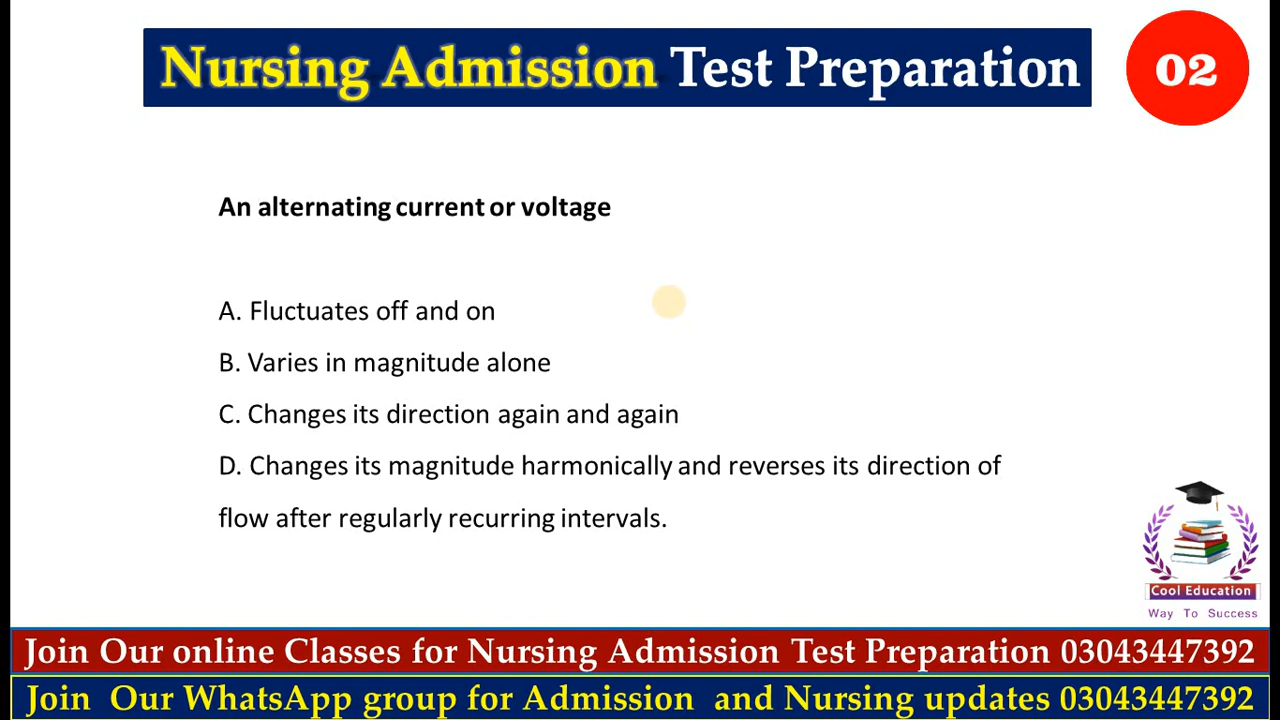 Nursing Admission Test Preparation
02
An alternating current or voltage
A. Fluctuates off and on
B. Varies in magnitude alone
C. Changes its direction again and again
D. Changes its magnitude harmonically and reverses its direction of
flow after regularly recurring intervals.
Cool Education
Way To Success
Join Our online Classes for Nursing Admission Test Preparation 03043447392
Join Our WhatsApp group for Admission and Nursing updates 03043447392